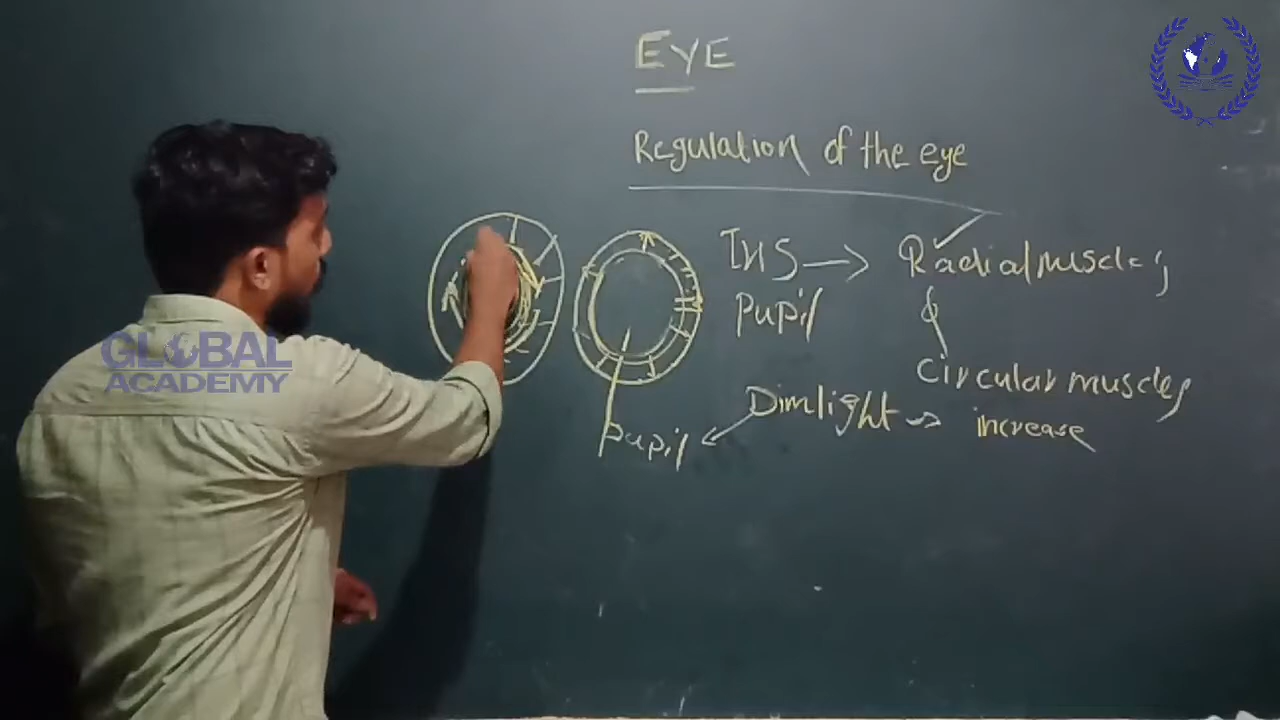 EYE
Regulation of the eye
IRIS → Radial muscles
Pupil
&
Circular muscles
Dimlight → increase
Pupil
GLOBAL
ACADEMY